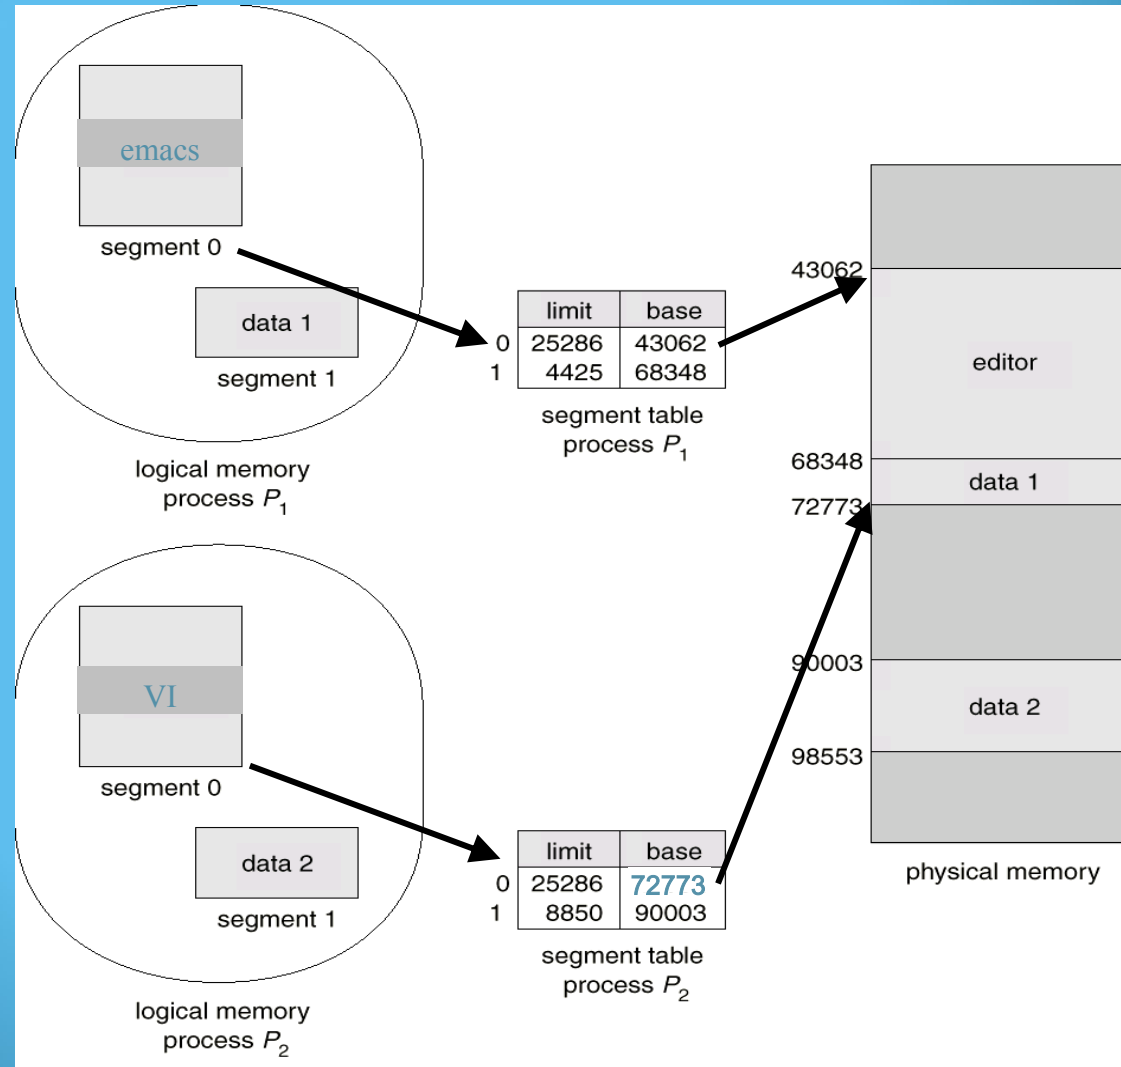 emacs
segment 0
data 1
segment 1
logical memory
process P1
limit base
0 25286 43062
1 4425 68348
segment table
process P1
43062
editor
68348
data 1
72773
90003
data 2
98553
physical memory
VI
segment 0
data 2
segment 1
logical memory
process P2
limit base
0 25286 72773
1 8850 90003
segment table
process P2